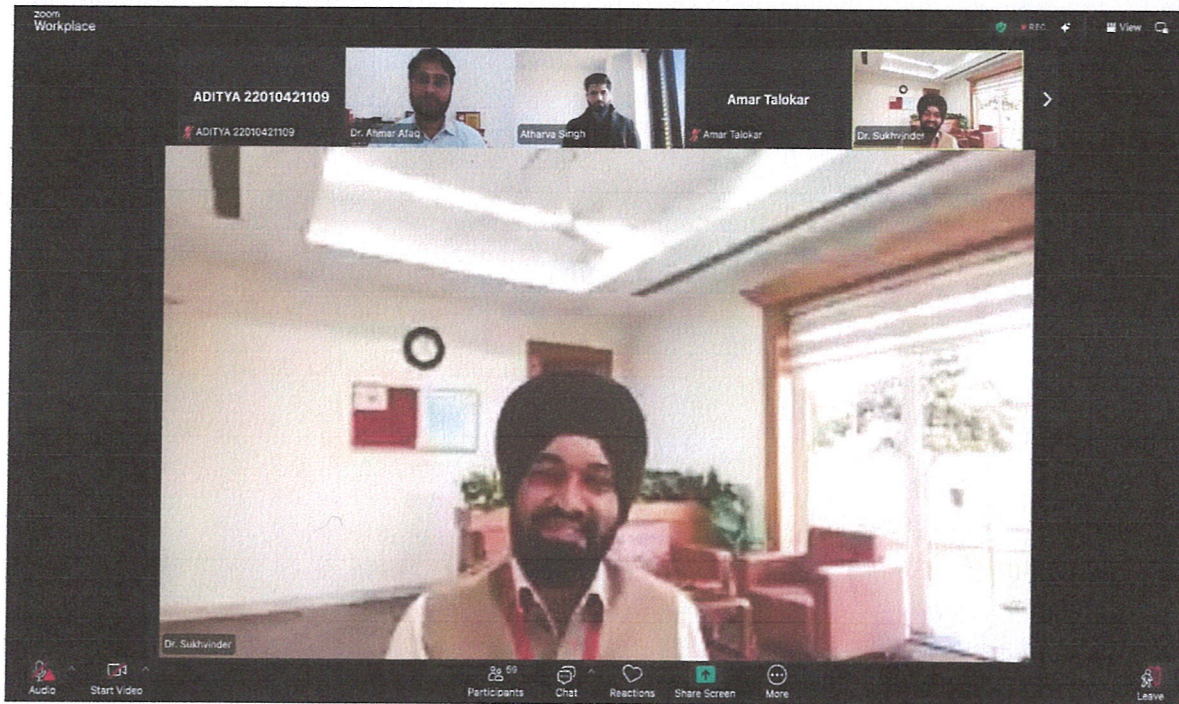 zoom
Workplace
REC
View
ADITYA 22010421109
ADITYA 22010421109
Dr. Ahmar Afaq
Atharva Singh
Amar Talokar
Amar Talokar
Dr. Sukhvinder
Dr. Sukhvinder
Audio
Start Video
59
Participants
Chat
Reactions
Share Screen
More
Leave